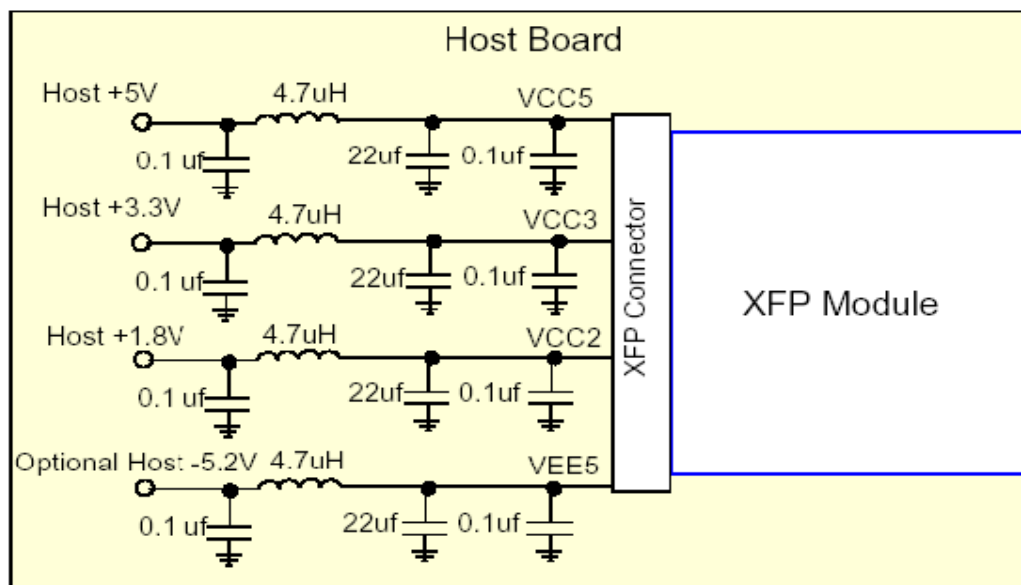 Host Board
Host +5V
4.7uH
VCC5
0.1 uf
22uf
0.1uf
Host +3.3V
4.7uH
VCC3
0.1 uf
22uf
0.1uf
Host +1.8V
4.7uH
VCC2
0.1 uf
22uf
0.1uf
Optional Host -5.2V
4.7uH
VEE5
0.1 uf
22uf
0.1uf
XFP Connector
XFP Module